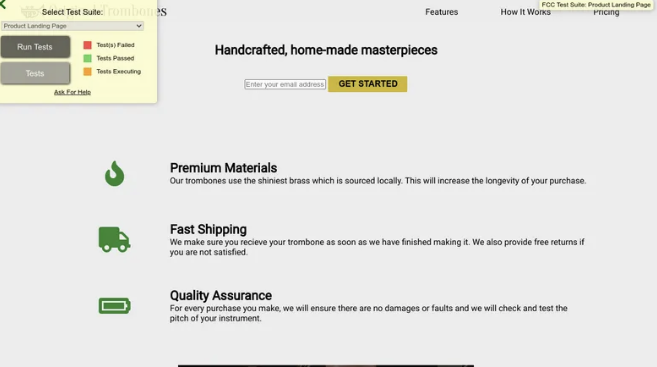 Select Test Suite:
Trombones
Product Landing Page
Run Tests
Tests
Test(s) Failed
Tests Passed
Tests Executing
Ask For Help
Features
How It Works
Pricing
FCC Test Suite: Product Landing Page
Handcrafted, home-made masterpieces
Enter your email address
GET STARTED
Premium Materials
Our trombones use the shiniest brass which is sourced locally. This will increase the longevity of your purchase.
Fast Shipping
We make sure you recieve your trombone as soon as we have finished making it. We also provide free returns if
you are not satisfied.
Quality Assurance
For every purchase you make, we will ensure there are no damages or faults and we will check and test the
pitch of your instrument.